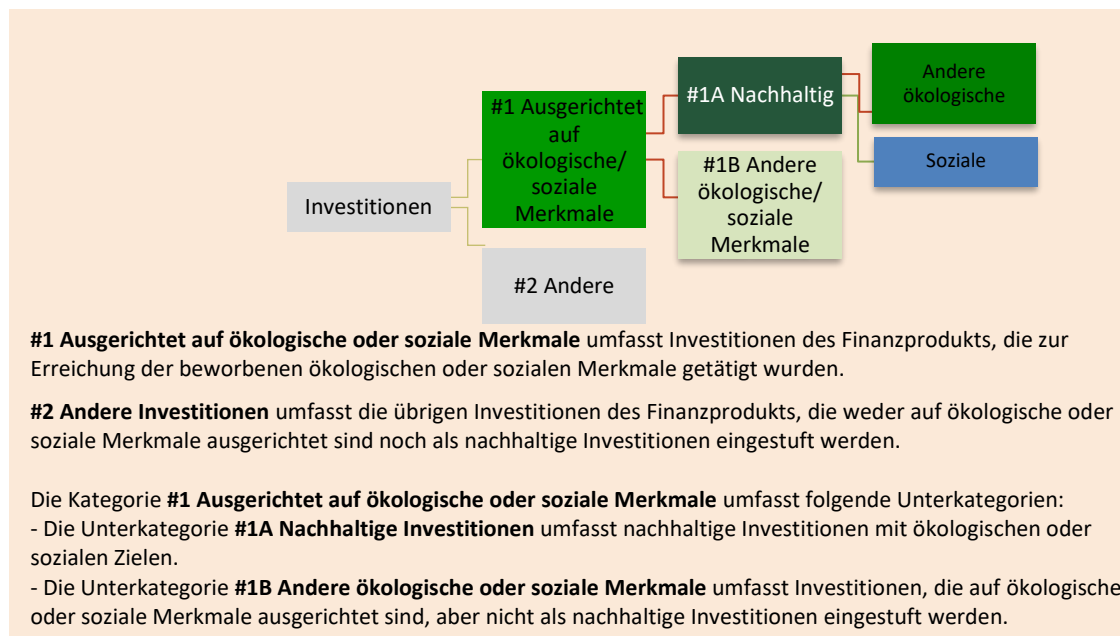 Investitionen
#1 Ausgerichtet
auf
ökologische/
soziale
Merkmale
#2 Andere
#1A Nachhaltig
#1B Andere
ökologische/
soziale
Merkmale
Andere
ökologische
Soziale
#1 Ausgerichtet auf ökologische oder soziale Merkmale umfasst Investitionen des Finanzprodukts, die zur
Erreichung der beworbenen ökologischen oder sozialen Merkmale getätigt wurden.
#2 Andere Investitionen umfasst die übrigen Investitionen des Finanzprodukts, die weder auf ökologische oder
soziale Merkmale ausgerichtet sind noch als nachhaltige Investitionen eingestuft werden.
Die Kategorie #1 Ausgerichtet auf ökologische oder soziale Merkmale umfasst folgende Unterkategorien:
- Die Unterkategorie #1A Nachhaltige Investitionen umfasst nachhaltige Investitionen mit ökologischen oder
sozialen Zielen.
- Die Unterkategorie #1B Andere ökologische oder soziale Merkmale umfasst Investitionen, die auf ökologische
oder soziale Merkmale ausgerichtet sind, aber nicht als nachhaltige Investitionen eingestuft werden.